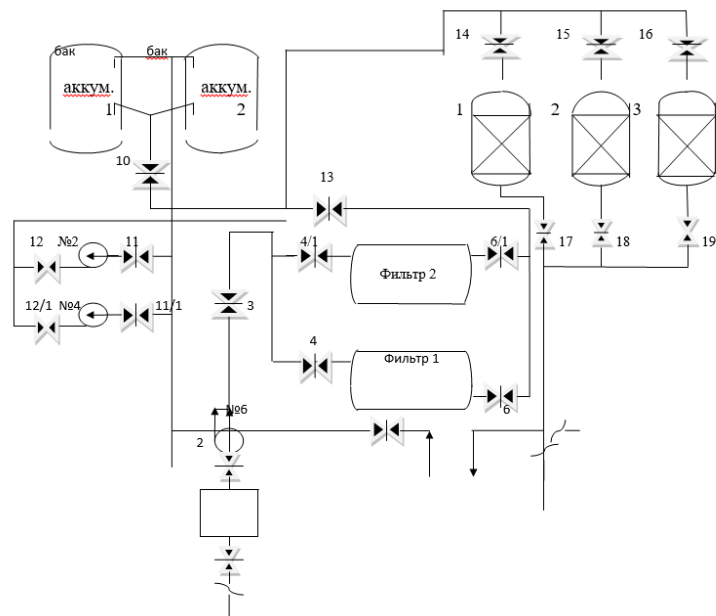 14 15 16
бак бак
аккум. аккум.
1 2
1 2 3
10
13
12 №2 11
4/1 6/1
17 18 19
Фильтр 2
12/1 №4 11/1
3
4
Фильтр 1
6
№6
2